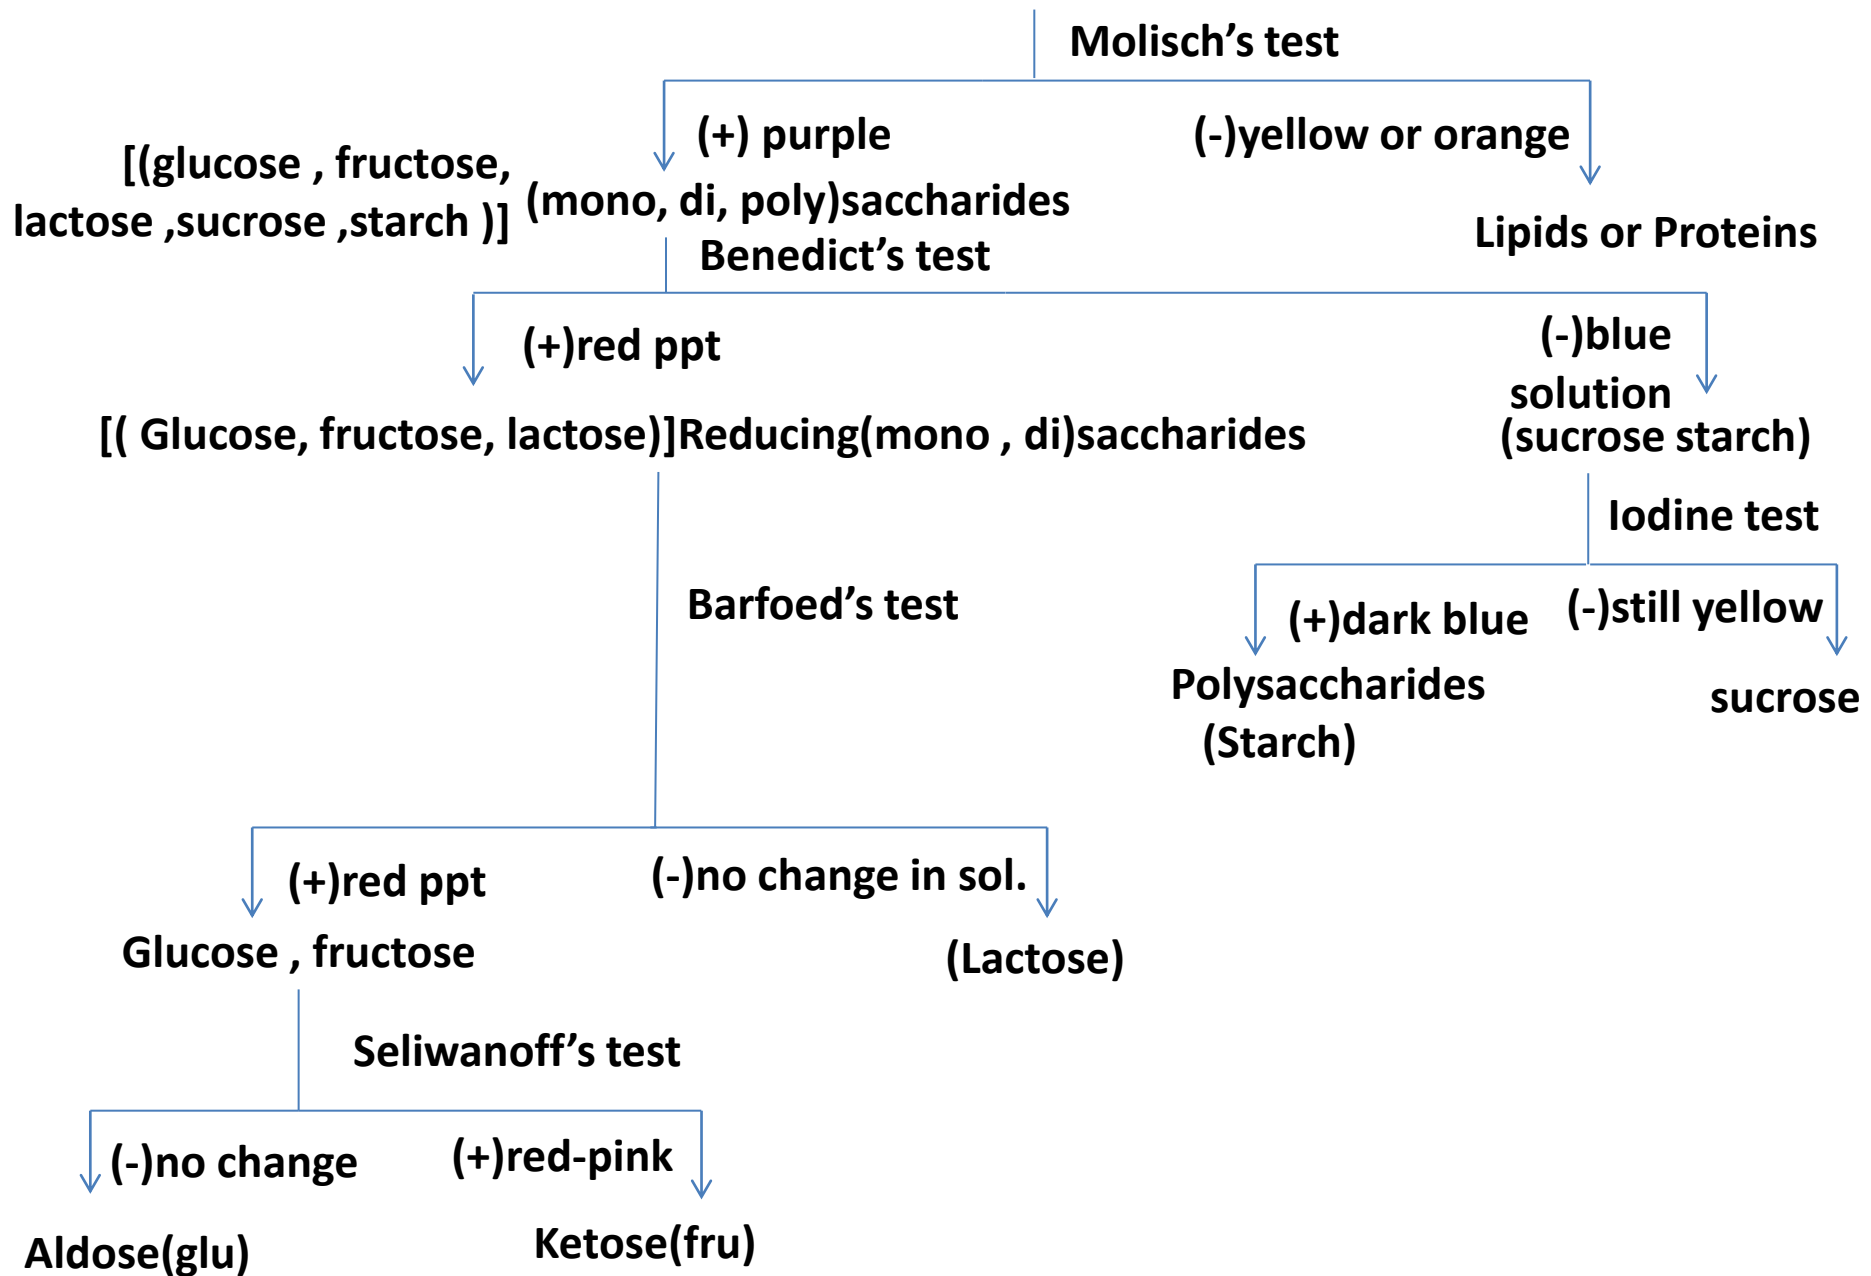 Molisch’s test
(+) purple
(-)yellow or orange
[(glucose , fructose,
lactose ,sucrose ,starch )]
(mono, di, poly)saccharides
Lipids or Proteins
Benedict’s test
(+)red ppt
(-)blue
solution
[( Glucose, fructose, lactose)]Reducing(mono , di)saccharides
(sucrose starch)
Iodine test
Barfoed’s test
(+)dark blue
(-)still yellow
Polysaccharides
(Starch)
sucrose
(+)red ppt
(-)no change in sol.
Glucose , fructose
(Lactose)
Seliwanoff’s test
(-)no change
(+)red-pink
Aldose(glu)
Ketose(fru)